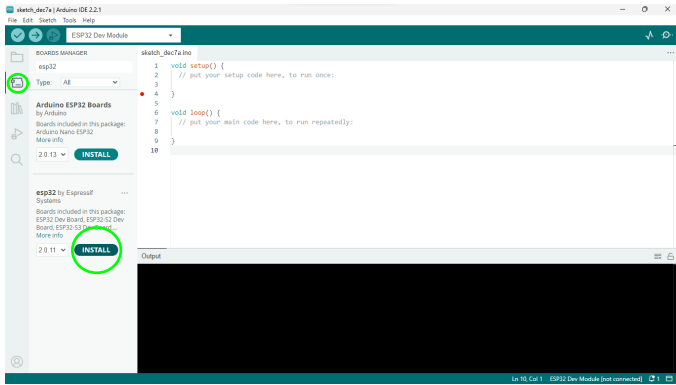 sketch_dec7a | Arduino IDE 2.2.1
File Edit Sketch Tools Help
ESP32 Dev Module
BOARDS MANAGER
esp32
Type: All
Arduino ESP32 Boards
by Arduino
Boards included in this package:
Arduino Nano ESP32
More info
2.0.13 INSTALL
esp32 by Espressif
Systems
Boards included in this package:
ESP32 Dev Board, ESP32-S2 Dev
Board, ESP32-S3 Dev Board, ...
More info
2.0.11 INSTALL
sketch_dec7a.ino
1 void setup() {
2 // put your setup code here, to run once:
3
4 }
5
6 void loop() {
7 // put your main code here, to run repeatedly:
8
9 }
10
Output
Ln 10, Col 1 ESP32 Dev Module [not connected] 1